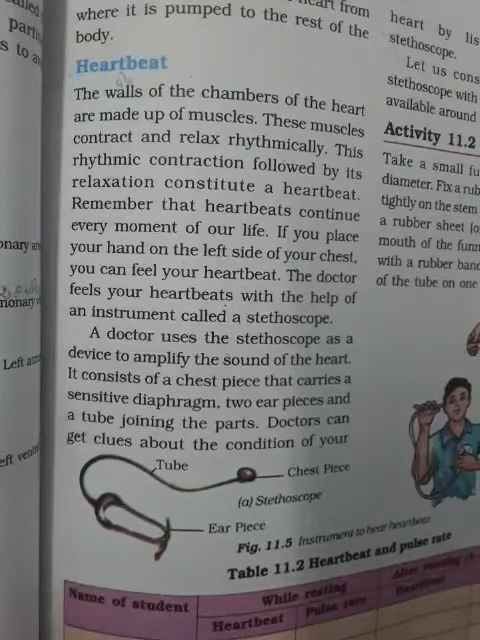 where it is pumped to the rest of the
body.
Heartbeat
The walls of the chambers of the heart
are made up of muscles. These muscles
contract and relax rhythmically. This
rhythmic contraction followed by its
relaxation constitute a heartbeat.
Remember that heartbeats continue
every moment of our life. If you place
your hand on the left side of your chest,
you can feel your heartbeat. The doctor
feels your heartbeats with the help of
an instrument called a stethoscope.
A doctor uses the stethoscope as a
device to amplify the sound of the heart.
It consists of a chest piece that carries a
sensitive diaphragm, two ear pieces and
a tube joining the parts. Doctors can
get clues about the condition of your
Tube
Chest Piece
(a) Stethoscope
Ear Piece
Fig. 11.5 Instrument to hear heartbeat
Table 11.2 Heartbeat and pulse rate
Name of student
While resting
After running
Heartbeat
Pulse rate
Heartbeat
heart by
stethoscope.
Let us
stethoscope with
available around
Activity 11.2
Take a small
diameter. Fix a
tightly on the stem
a rubber sheet
mouth of the
with a rubber
of the tube on one
Left